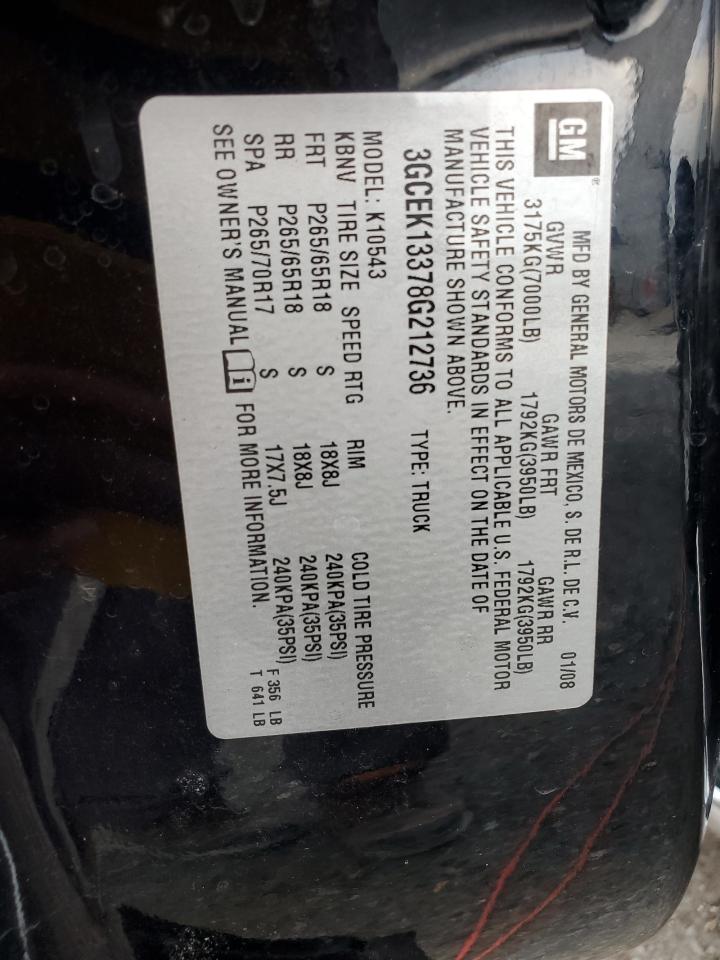 GM®
MFD BY GENERAL MOTORS DE MEXICO, S. DE R.L. DE C.V. 01/08
GVWR GAWR FRT GAWR RR
3175KG(7000LB) 1792KG(3950LB) 1792KG(3950LB)
THIS VEHICLE CONFORMS TO ALL APPLICABLE U.S. FEDERAL MOTOR
VEHICLE SAFETY STANDARDS IN EFFECT ON THE DATE OF
MANUFACTURE SHOWN ABOVE.
3GCEK13378G212736 TYPE: TRUCK
MODEL: K10543
KBNV TIRE SIZE SPEED RTG RIM COLD TIRE PRESSURE
FRT P265/65R18 S 18X8J 240KPA(35PSI)
RR P265/65R18 S 18X8J 240KPA(35PSI)
SPA P265/70R17 S 17X7.5J 240KPA(35PSI)
SEE OWNER'S MANUAL i FOR MORE INFORMATION.
F 356 LB
T 641 LB